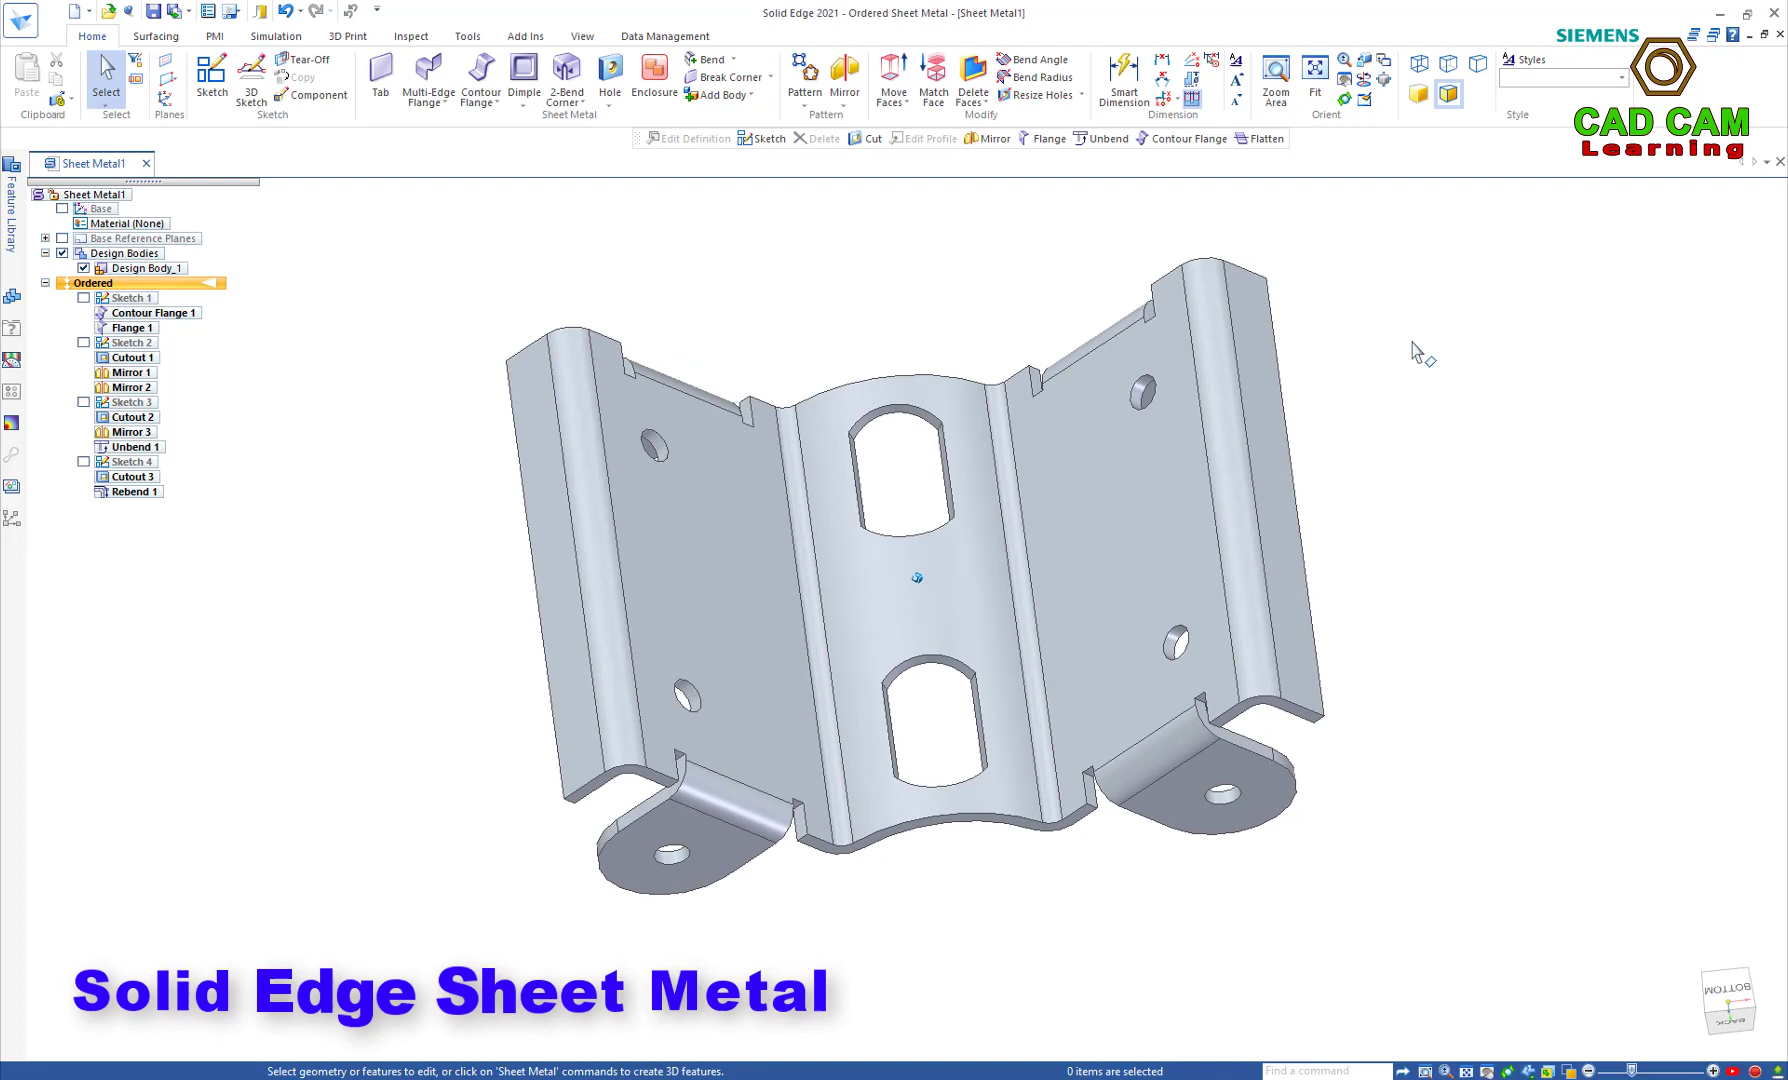 Solid Edge 2021 - Ordered Sheet Metal - [Sheet Metal1]
Home Surfacing PMI Simulation 3D Print Inspect Tools Add Ins View Data Management
SIEMENS
Paste
Clipboard
Select
Select
Planes
Sketch
3D Sketch
Tear-Off
Copy
Component
Sketch
Tab
Multi-Edge Flange
Contour Flange
Dimple
2-Bend Corner
Hole
Enclosure
Bend
Break Corner
Add Body
Sheet Metal
Pattern
Mirror
Pattern
Move Faces
Match Face
Delete Faces
Bend Angle
Bend Radius
Resize Holes
Modify
Smart Dimension
Dimension
Zoom Area
Fit
Orient
Styles
Style
CAD CAM
Learning
Edit Definition Sketch Delete Cut Edit Profile Mirror Flange Unbend Contour Flange Flatten
Sheet Metal1
Feature Library
Sheet Metal1
Base
Material (None)
Base Reference Planes
Design Bodies
Design Body_1
Ordered
Sketch 1
Contour Flange 1
Flange 1
Sketch 2
Cutout 1
Mirror 1
Mirror 2
Sketch 3
Cutout 2
Mirror 3
Unbend 1
Sketch 4
Cutout 3
Rebend 1
Solid Edge Sheet Metal
BOTTOM
BACK
Select geometry or features to edit, or click on 'Sheet Metal' commands to create 3D features.
0 items are selected
Find a command